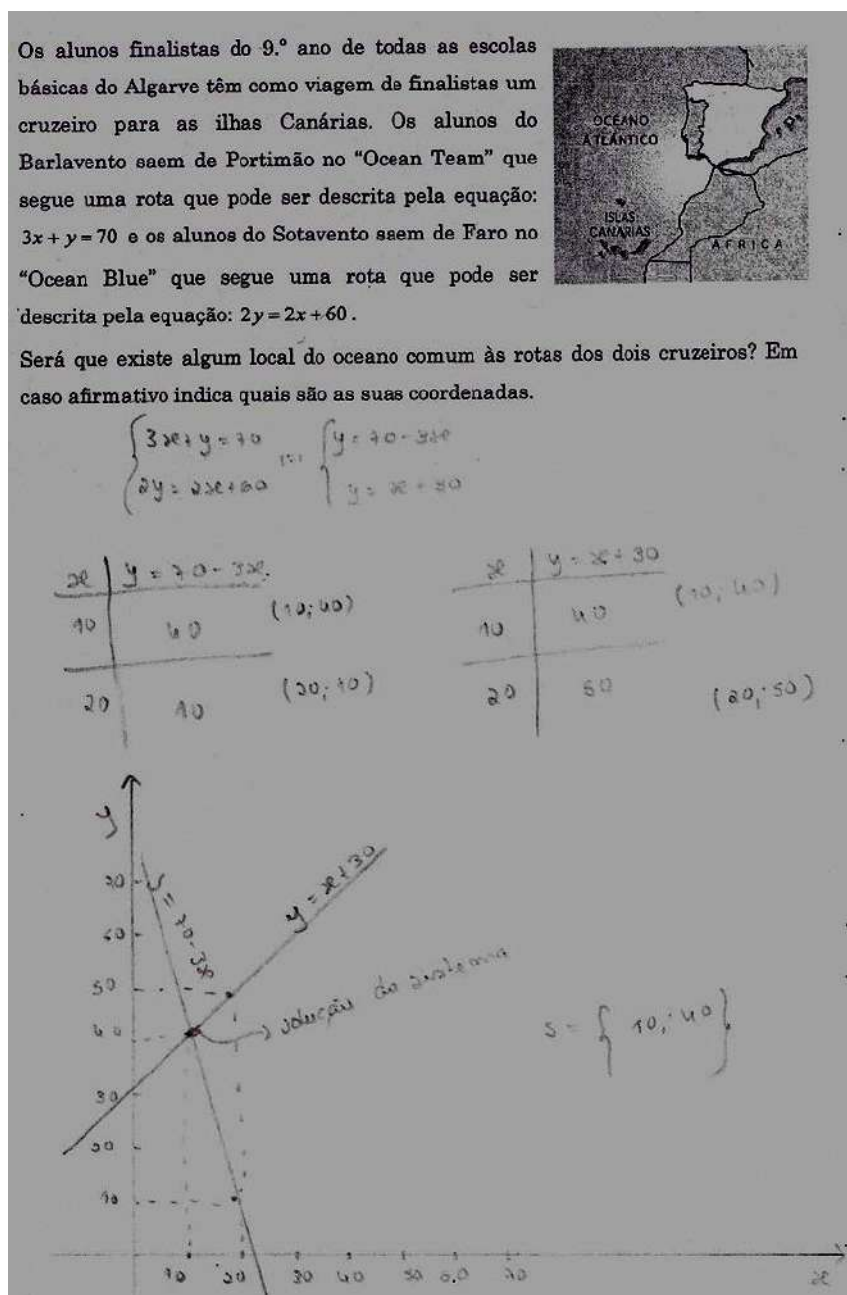 Os alunos finalistas do 9.º ano de todas as escolas
básicas do Algarve têm como viagem de finalistas um
cruzeiro para as ilhas Canárias. Os alunos do
Barlavento saem de Portimão no “Ocean Team” que
segue uma rota que pode ser descrita pela equação:
3x + y = 70 e os alunos do Sotavento saem de Faro no
“Ocean Blue” que segue uma rota que pode ser
descrita pela equação: 2y = 2x + 60.
OCEANO
ATLÁNTICO
ISLAS
CANARIAS
AFRICA
Será que existe algum local do oceano comum às rotas dos dois cruzeiros? Em
caso afirmativo indica quais são as suas coordenadas.
{3x + y = 70 {y = 70 - 3x
{2y = 2x + 60 {y = x + 30
x y = 70 - 3x x y = x + 30
10 40 (10; 40) 10 40 (10; 40)
20 10 (20; 10) 20 50 (20; 50)
y
70
60
50
40
30
20
10
y = 70 - 3x
y = x + 30
solução do sistema
S = { 10; 40 }
10 20 30 40 50 60 70 x